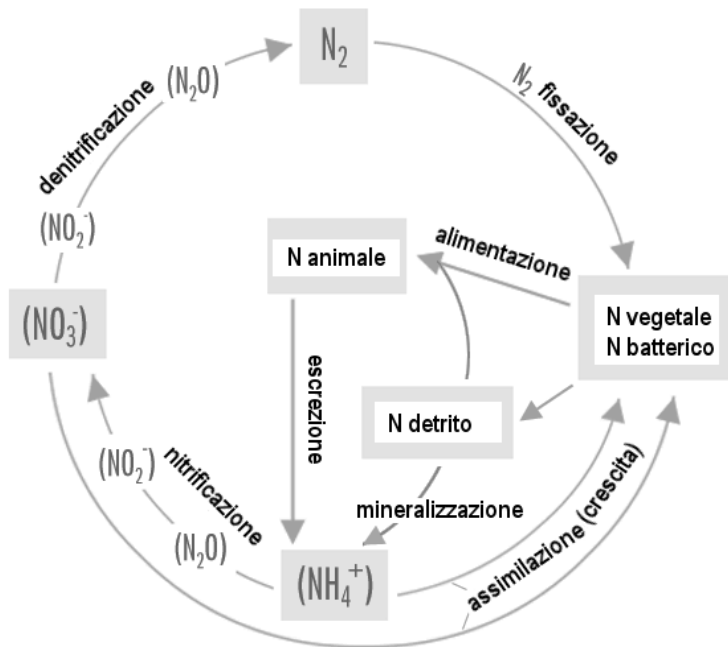 N₂
(N₂O)
N₂ fissazione
denitrificazione
(NO₂⁻)
alimentazione
N animale
(NO₃⁻)
N vegetale
N batterico
escrezione
N detrito
(NO₂⁻)
nitrificazione
mineralizzazione
assimilazione (crescita)
(N₂O)
(NH₄⁺)